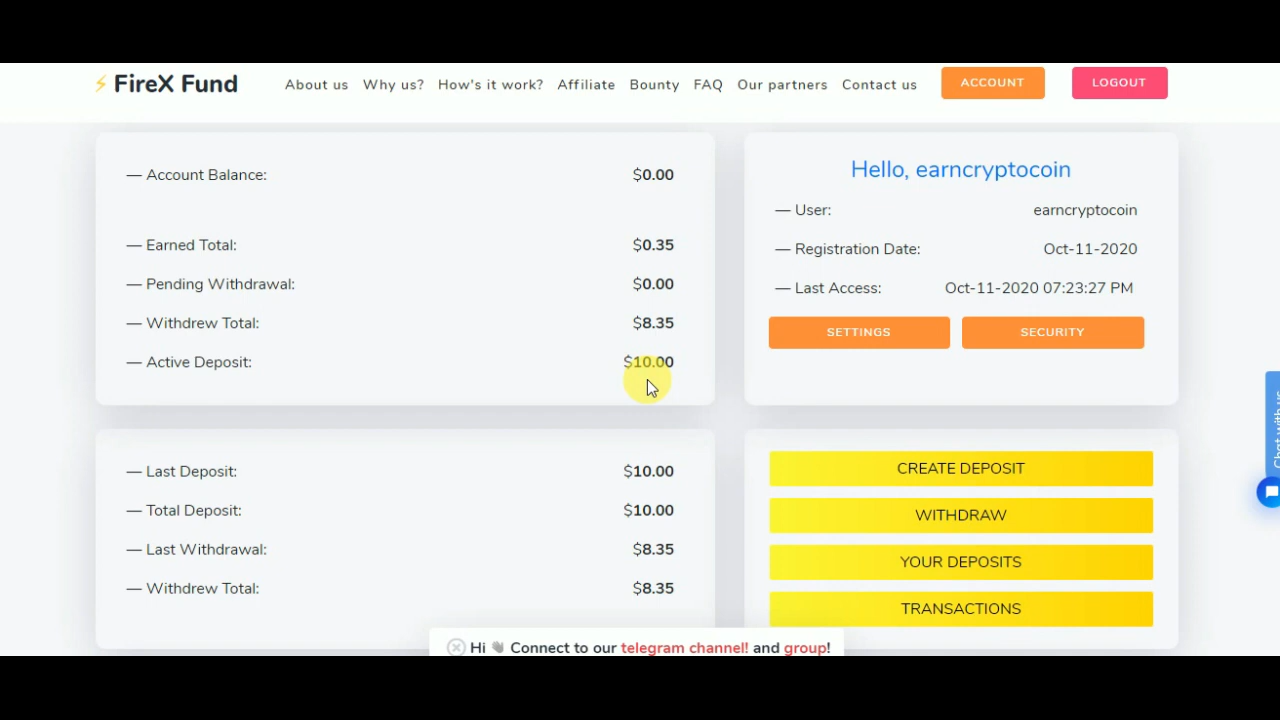 FireX Fund
About us Why us? How's it work? Affiliate Bounty FAQ Our partners Contact us ACCOUNT LOGOUT
— Account Balance: $0.00
— Earned Total: $0.35
— Pending Withdrawal: $0.00
— Withdrew Total: $8.35
— Active Deposit: $10.00
Hello, earncryptocoin
— User: earncryptocoin
— Registration Date: Oct-11-2020
— Last Access: Oct-11-2020 07:23:27 PM
SETTINGS SECURITY
— Last Deposit: $10.00
— Total Deposit: $10.00
— Last Withdrawal: $8.35
— Withdrew Total: $8.35
CREATE DEPOSIT
WITHDRAW
YOUR DEPOSITS
TRANSACTIONS
Chat with us
Hi 👋 Connect to our telegram channel! and group!